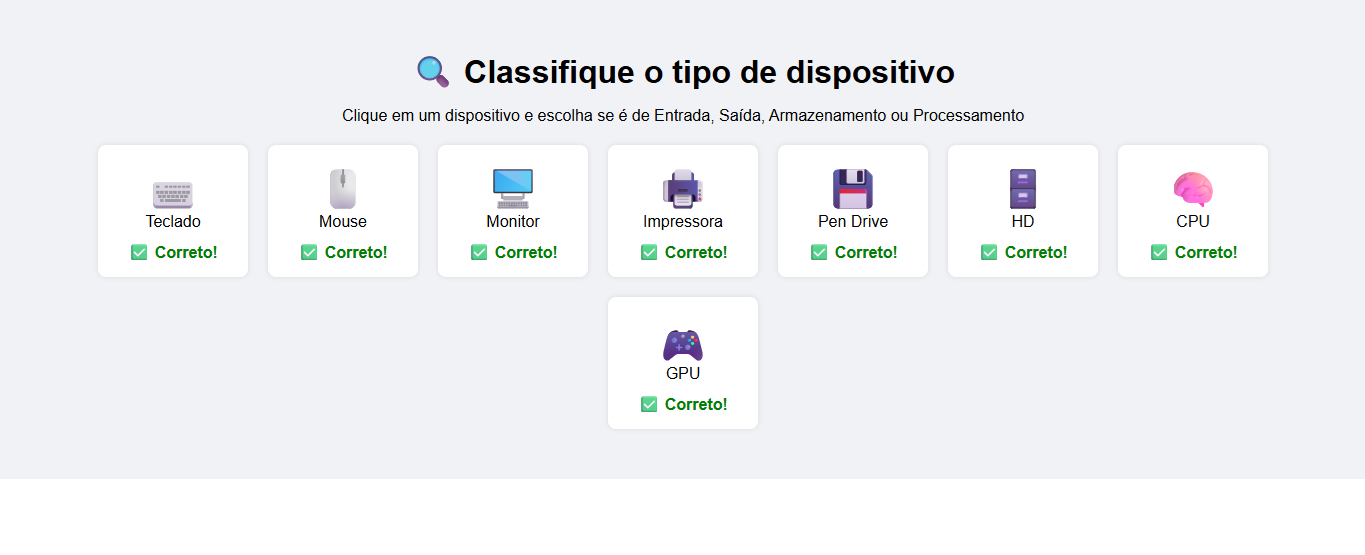 Classifique o tipo de dispositivo
Clique em um dispositivo e escolha se é de Entrada, Saída, Armazenamento ou Processamento
Teclado
Correto!
Mouse
Correto!
Monitor
Correto!
Impressora
Correto!
Pen Drive
Correto!
HD
Correto!
CPU
Correto!
GPU
Correto!